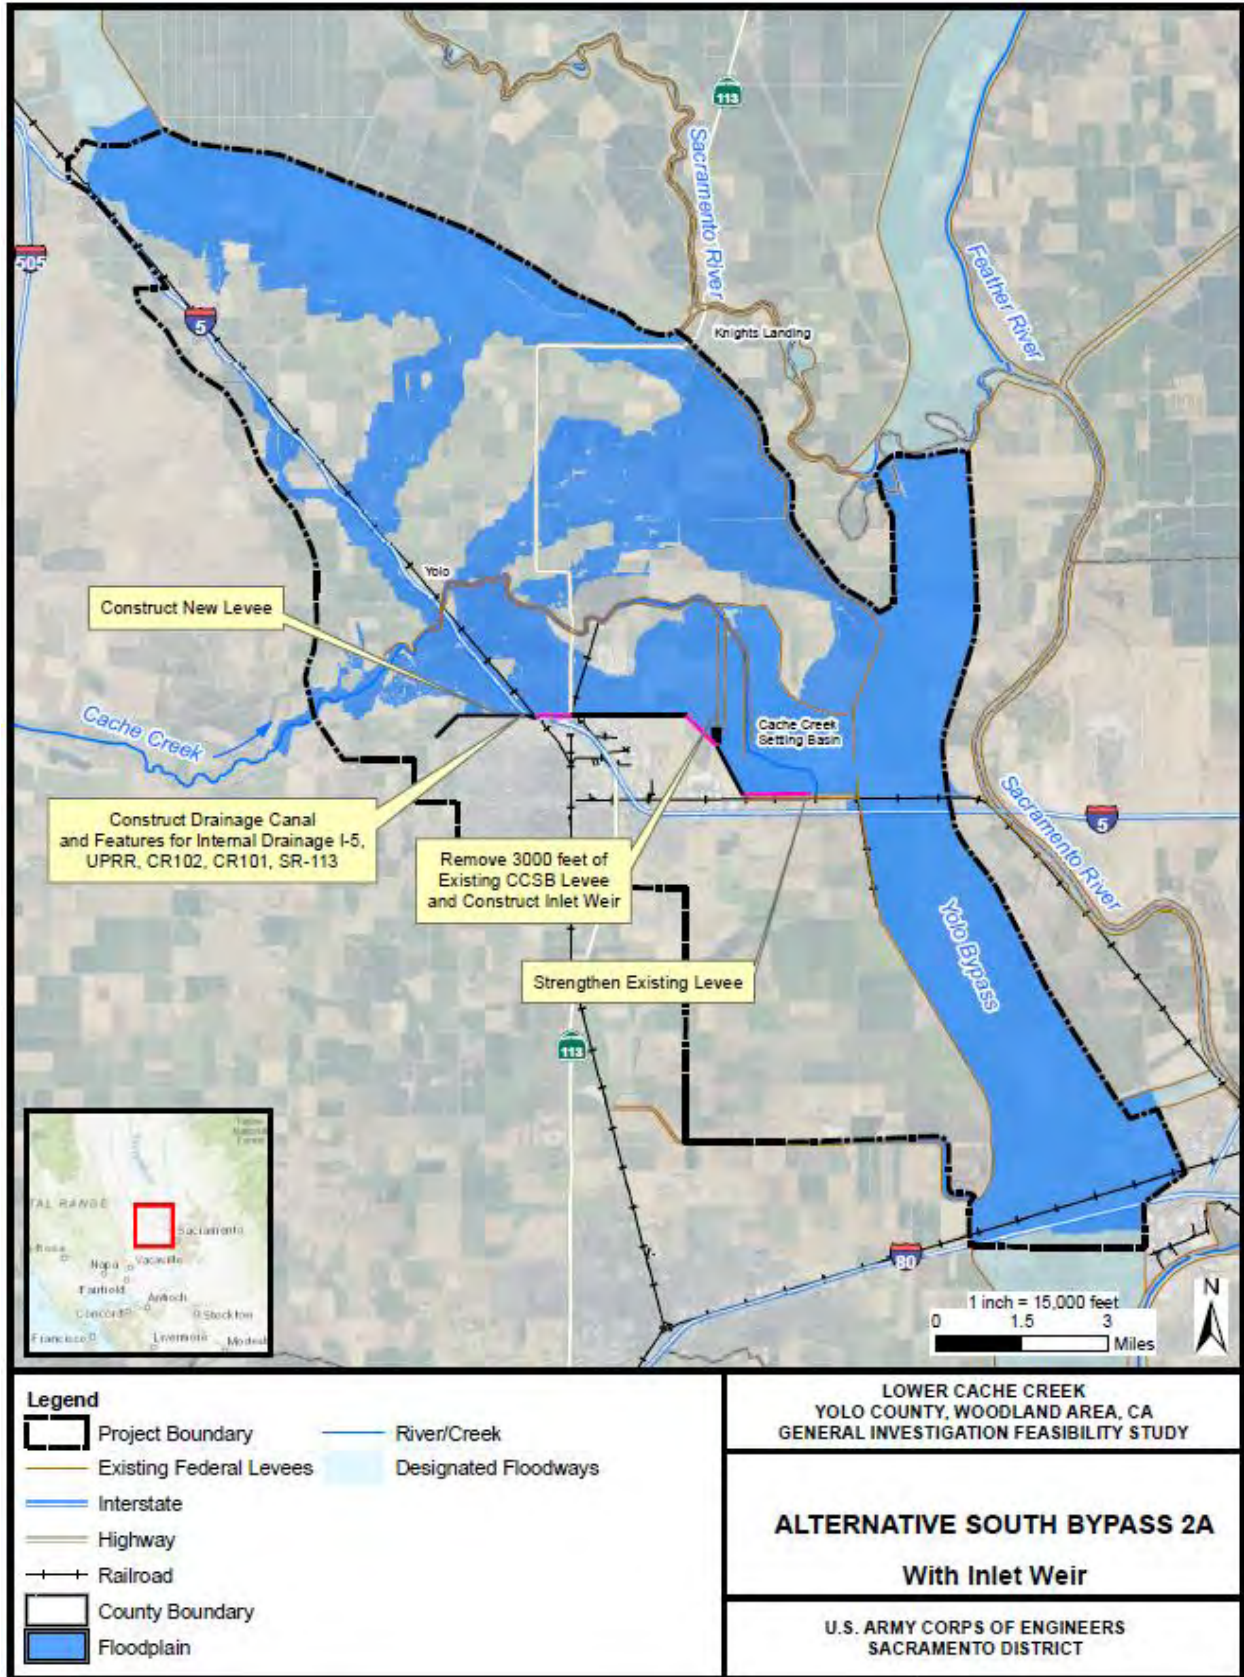 113
Sacramento River
505
Feather River
5
Knights Landing
Yolo
Construct New Levee
Cache Creek
Cache Creek
Setting Basin
Construct Drainage Canal
and Features for Internal Drainage I-5,
UPRR, CR102, CR101, SR-113
Remove 3000 feet of
Existing CCSB Levee
and Construct Inlet Weir
5
Sacramento River
Yolo Bypass
Strengthen Existing Levee
113
80
TAL RANGE
Sacramento
Napa
Vacaville
Fairfield
Antioch
Concord
Stockton
Francisco
Livermore
N
1 inch = 15,000 feet
0 1.5 3
Miles
Legend
Project Boundary
Existing Federal Levees
Interstate
Highway
Railroad
County Boundary
Floodplain
River/Creek
Designated Floodways
LOWER CACHE CREEK
YOLO COUNTY, WOODLAND AREA, CA
GENERAL INVESTIGATION FEASIBILITY STUDY
ALTERNATIVE SOUTH BYPASS 2A
With Inlet Weir
U.S. ARMY CORPS OF ENGINEERS
SACRAMENTO DISTRICT